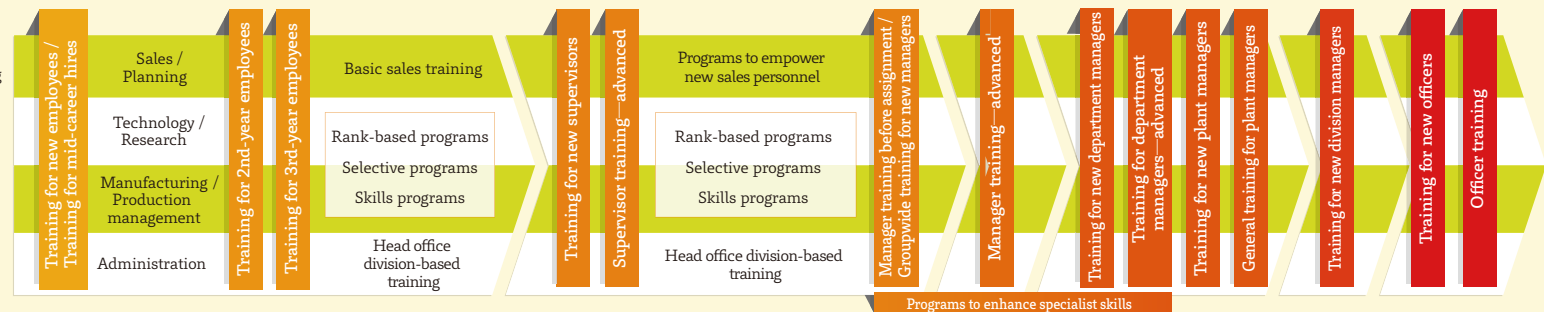 Training for new employees /
Training for mid-career hires
Sales /
Planning
Technology /
Research
Manufacturing /
Production
management
Administration
Training for 2nd-year employees
Training for 3rd-year employees
Basic sales training
Rank-based programs
Selective programs
Skills programs
Head office
division-based
training
Training for new supervisors
Supervisor training—advanced
Programs to empower
new sales personnel
Rank-based programs
Selective programs
Skills programs
Head office division-based
training
Manager training before assignment /
Groupwide training for new managers
Manager training—advanced
Training for new department managers
Training for department
managers—advanced
Training for new plant managers
General training for plant managers
Training for new division managers
Training for new officers
Officer training
Programs to enhance specialist skills